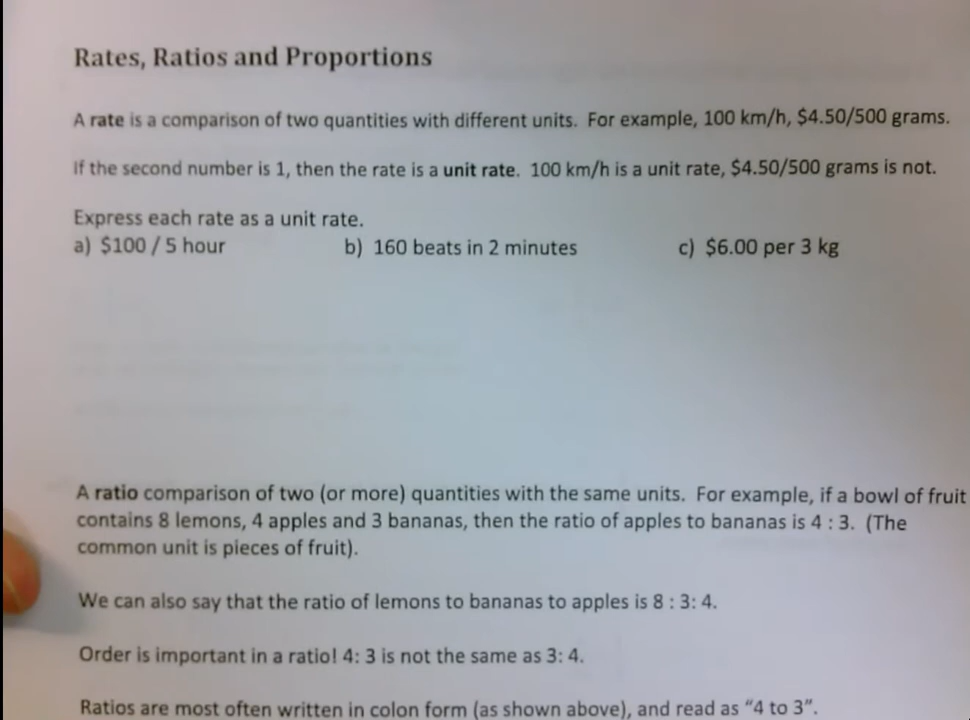 Rates, Ratios and Proportions
A rate is a comparison of two quantities with different units. For example, 100 km/h, $4.50/500 grams.
If the second number is 1, then the rate is a unit rate. 100 km/h is a unit rate, $4.50/500 grams is not.
Express each rate as a unit rate.
a) $100 / 5 hour b) 160 beats in 2 minutes c) $6.00 per 3 kg
A ratio comparison of two (or more) quantities with the same units. For example, if a bowl of fruit
contains 8 lemons, 4 apples and 3 bananas, then the ratio of apples to bananas is 4 : 3. (The
common unit is pieces of fruit).
We can also say that the ratio of lemons to bananas to apples is 8 : 3: 4.
Order is important in a ratio! 4: 3 is not the same as 3: 4.
Ratios are most often written in colon form (as shown above), and read as “4 to 3”.